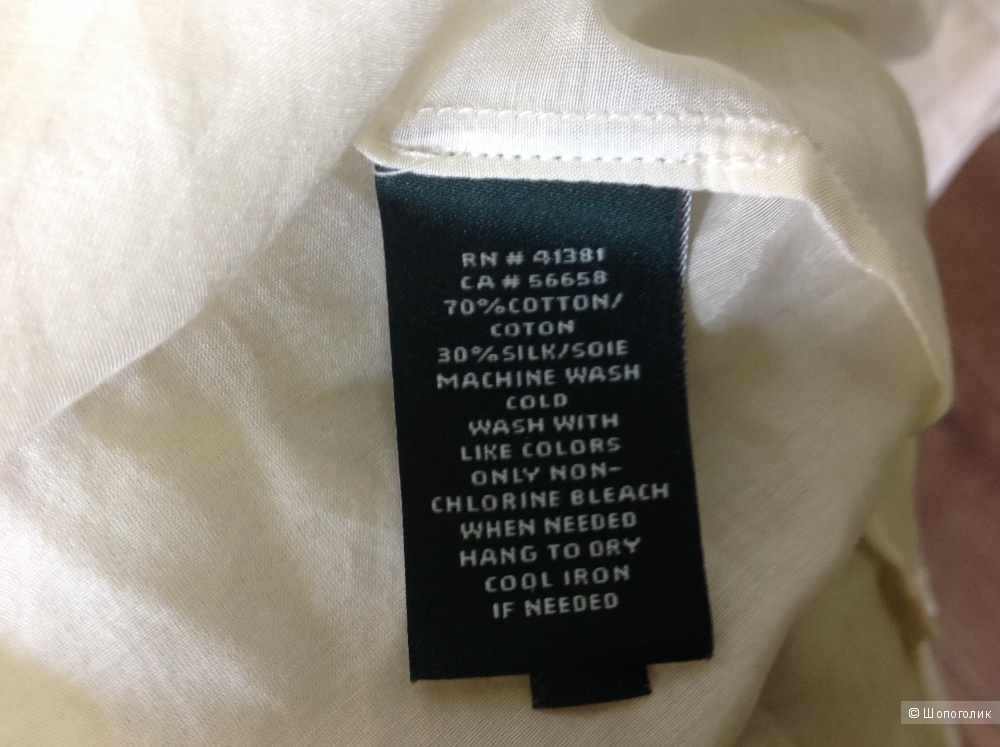 RN # 41381
CA # 56658
70%COTTON/
COTON
30%SILK/SOIE
MACHINE WASH
COLD
WASH WITH
LIKE COLORS
ONLY NON-
CHLORINE BLEACH
WHEN NEEDED
HANG TO DRY
COOL IRON
IF NEEDED
© Шопоголик